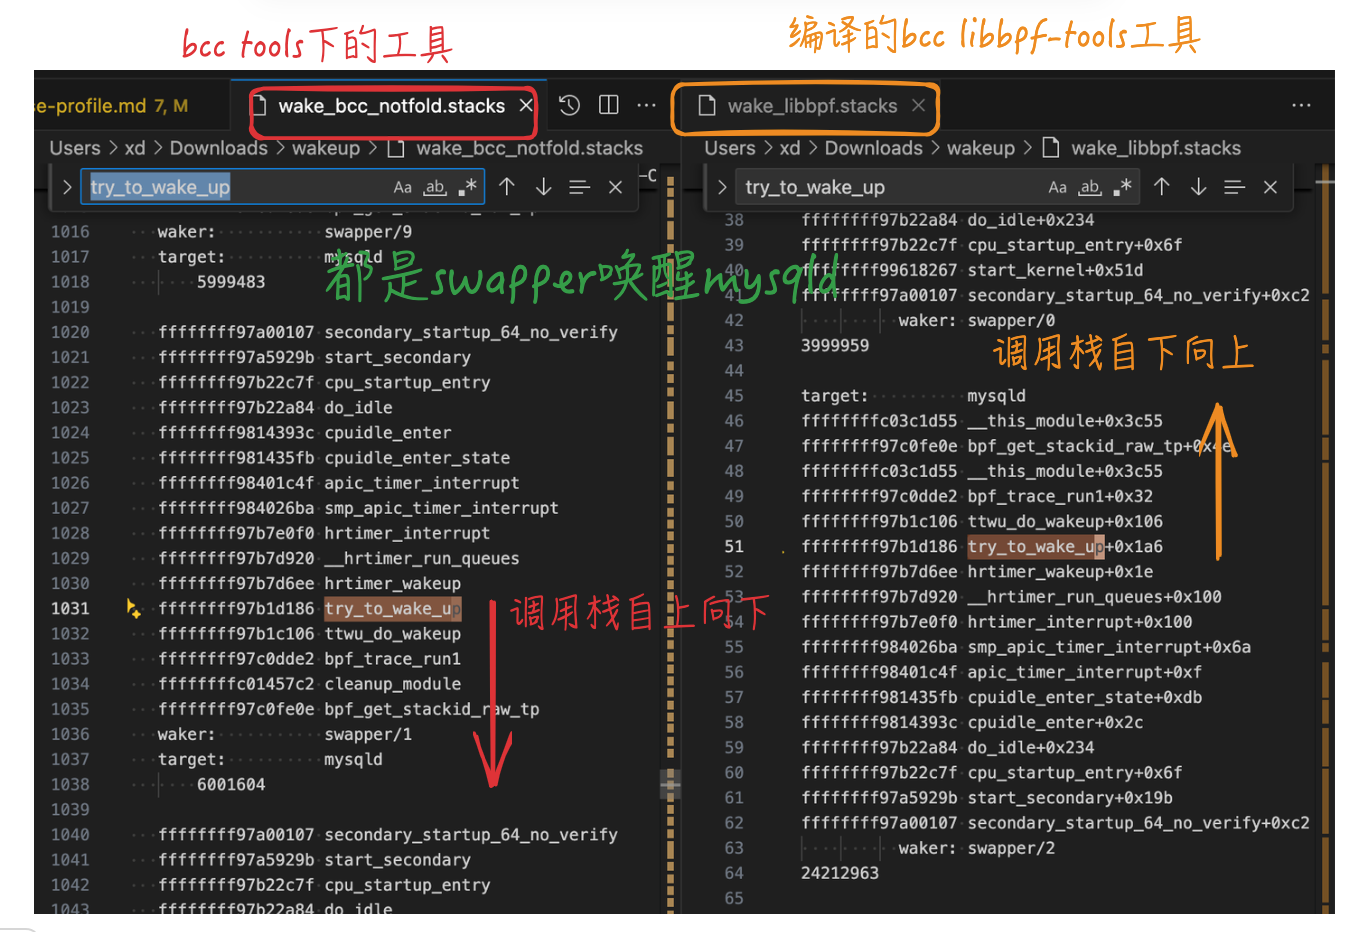 bcc tools下的工具
编译的bcc libbpf-tools工具
e-profile.md 7, M
wake_bcc_notfold.stacks
wake_libbpf.stacks
Users > xd > Downloads > wakeup > wake_bcc_notfold.stacks
Users > xd > Downloads > wakeup > wake_libbpf.stacks
try_to_wake_up
Aa ab .*
try_to_wake_up
Aa ab .*
1016 waker: swapper/9
1017 target: mysqld
1018 5999483
都是swapper唤醒mysqld
1019
1020 ffffffff97a00107 secondary_startup_64_no_verify
1021 ffffffff97a5929b start_secondary
1022 ffffffff97b22c7f cpu_startup_entry
1023 ffffffff97b22a84 do_idle
1024 ffffffff9814393c cpuidle_enter
1025 ffffffff981435fb cpuidle_enter_state
1026 ffffffff98401c4f apic_timer_interrupt
1027 ffffffff984026ba smp_apic_timer_interrupt
1028 ffffffff97b7e0f0 hrtimer_interrupt
1029 ffffffff97b7d920 __hrtimer_run_queues
1030 ffffffff97b7d6ee hrtimer_wakeup
1031 ffffffff97b1d186 try_to_wake_up
调用栈自上向下
1032 ffffffff97b1c106 ttwu_do_wakeup
1033 ffffffff97c0dde2 bpf_trace_run1
1034 ffffffffc01457c2 cleanup_module
1035 ffffffff97c0fe0e bpf_get_stackid_raw_tp
1036 waker: swapper/1
1037 target: mysqld
1038 6001604
1039
1040 ffffffff97a00107 secondary_startup_64_no_verify
1041 ffffffff97a5929b start_secondary
1042 ffffffff97b22c7f cpu_startup_entry
1043 ffffffff97b22a84 do_idle
38 ffffffff97b22a84 do_idle+0x234
39 ffffffff97b22c7f cpu_startup_entry+0x6f
40 ffffffff99618267 start_kernel+0x51d
41 ffffffff97a00107 secondary_startup_64_no_verify+0xc2
42 waker: swapper/0
43 3999959
调用栈自下向上
44
45 target: mysqld
46 ffffffffc03c1d55 __this_module+0x3c55
47 ffffffff97c0fe0e bpf_get_stackid_raw_tp+0x4e
48 ffffffffc03c1d55 __this_module+0x3c55
49 ffffffff97c0dde2 bpf_trace_run1+0x32
50 ffffffff97b1c106 ttwu_do_wakeup+0x106
51 ffffffff97b1d186 try_to_wake_up+0x1a6
52 ffffffff97b7d6ee hrtimer_wakeup+0x1e
53 ffffffff97b7d920 __hrtimer_run_queues+0x100
54 ffffffff97b7e0f0 hrtimer_interrupt+0x100
55 ffffffff984026ba smp_apic_timer_interrupt+0x6a
56 ffffffff98401c4f apic_timer_interrupt+0xf
57 ffffffff981435fb cpuidle_enter_state+0xdb
58 ffffffff9814393c cpuidle_enter+0x2c
59 ffffffff97b22a84 do_idle+0x234
60 ffffffff97b22c7f cpu_startup_entry+0x6f
61 ffffffff97a5929b start_secondary+0x19b
62 ffffffff97a00107 secondary_startup_64_no_verify+0xc2
63 waker: swapper/2
64 24212963
65